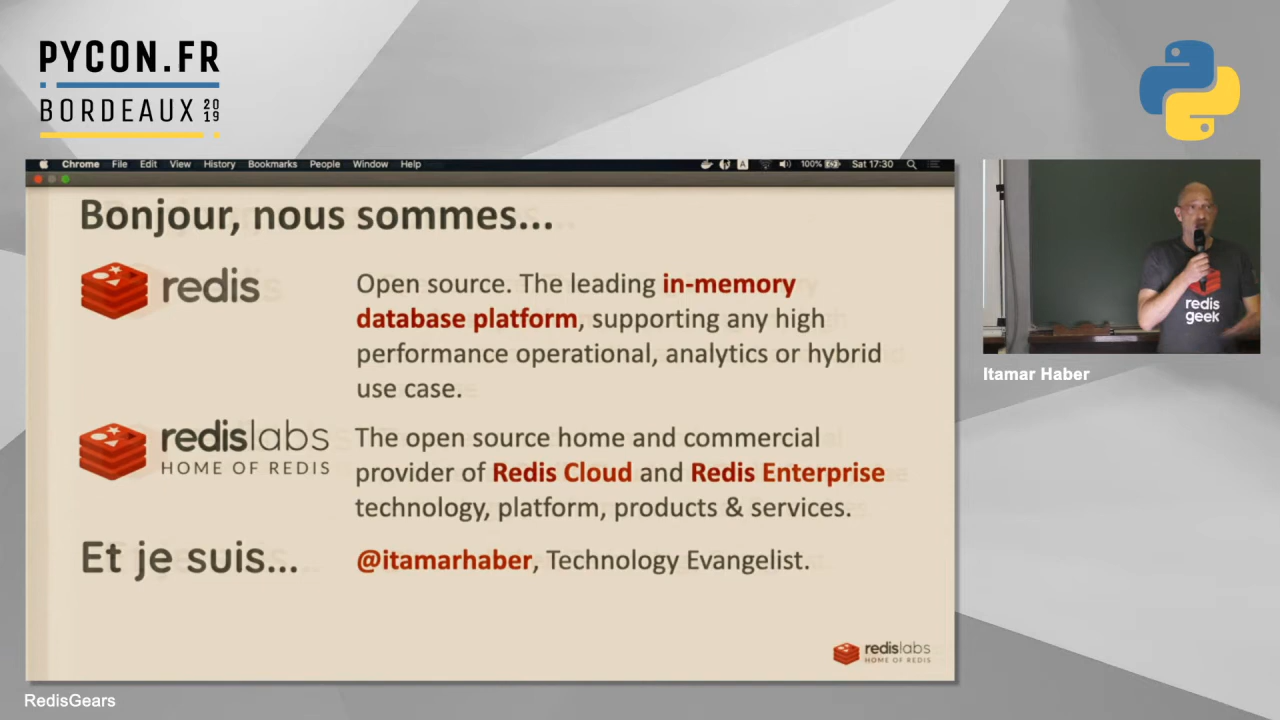 PYCON.FR
BORDEAUX 2019
Chrome File Edit View History Bookmarks People Window Help
A 100% Sat 17:30
Bonjour, nous sommes...
redis
Open source. The leading in-memory
database platform, supporting any high
performance operational, analytics or hybrid
use case.
redislabs
HOME OF REDIS
The open source home and commercial
provider of Redis Cloud and Redis Enterprise
technology, platform, products & services.
Et je suis...
@itamarhaber, Technology Evangelist.
redislabs
HOME OF REDIS
redis
geek
Itamar Haber
RedisGears